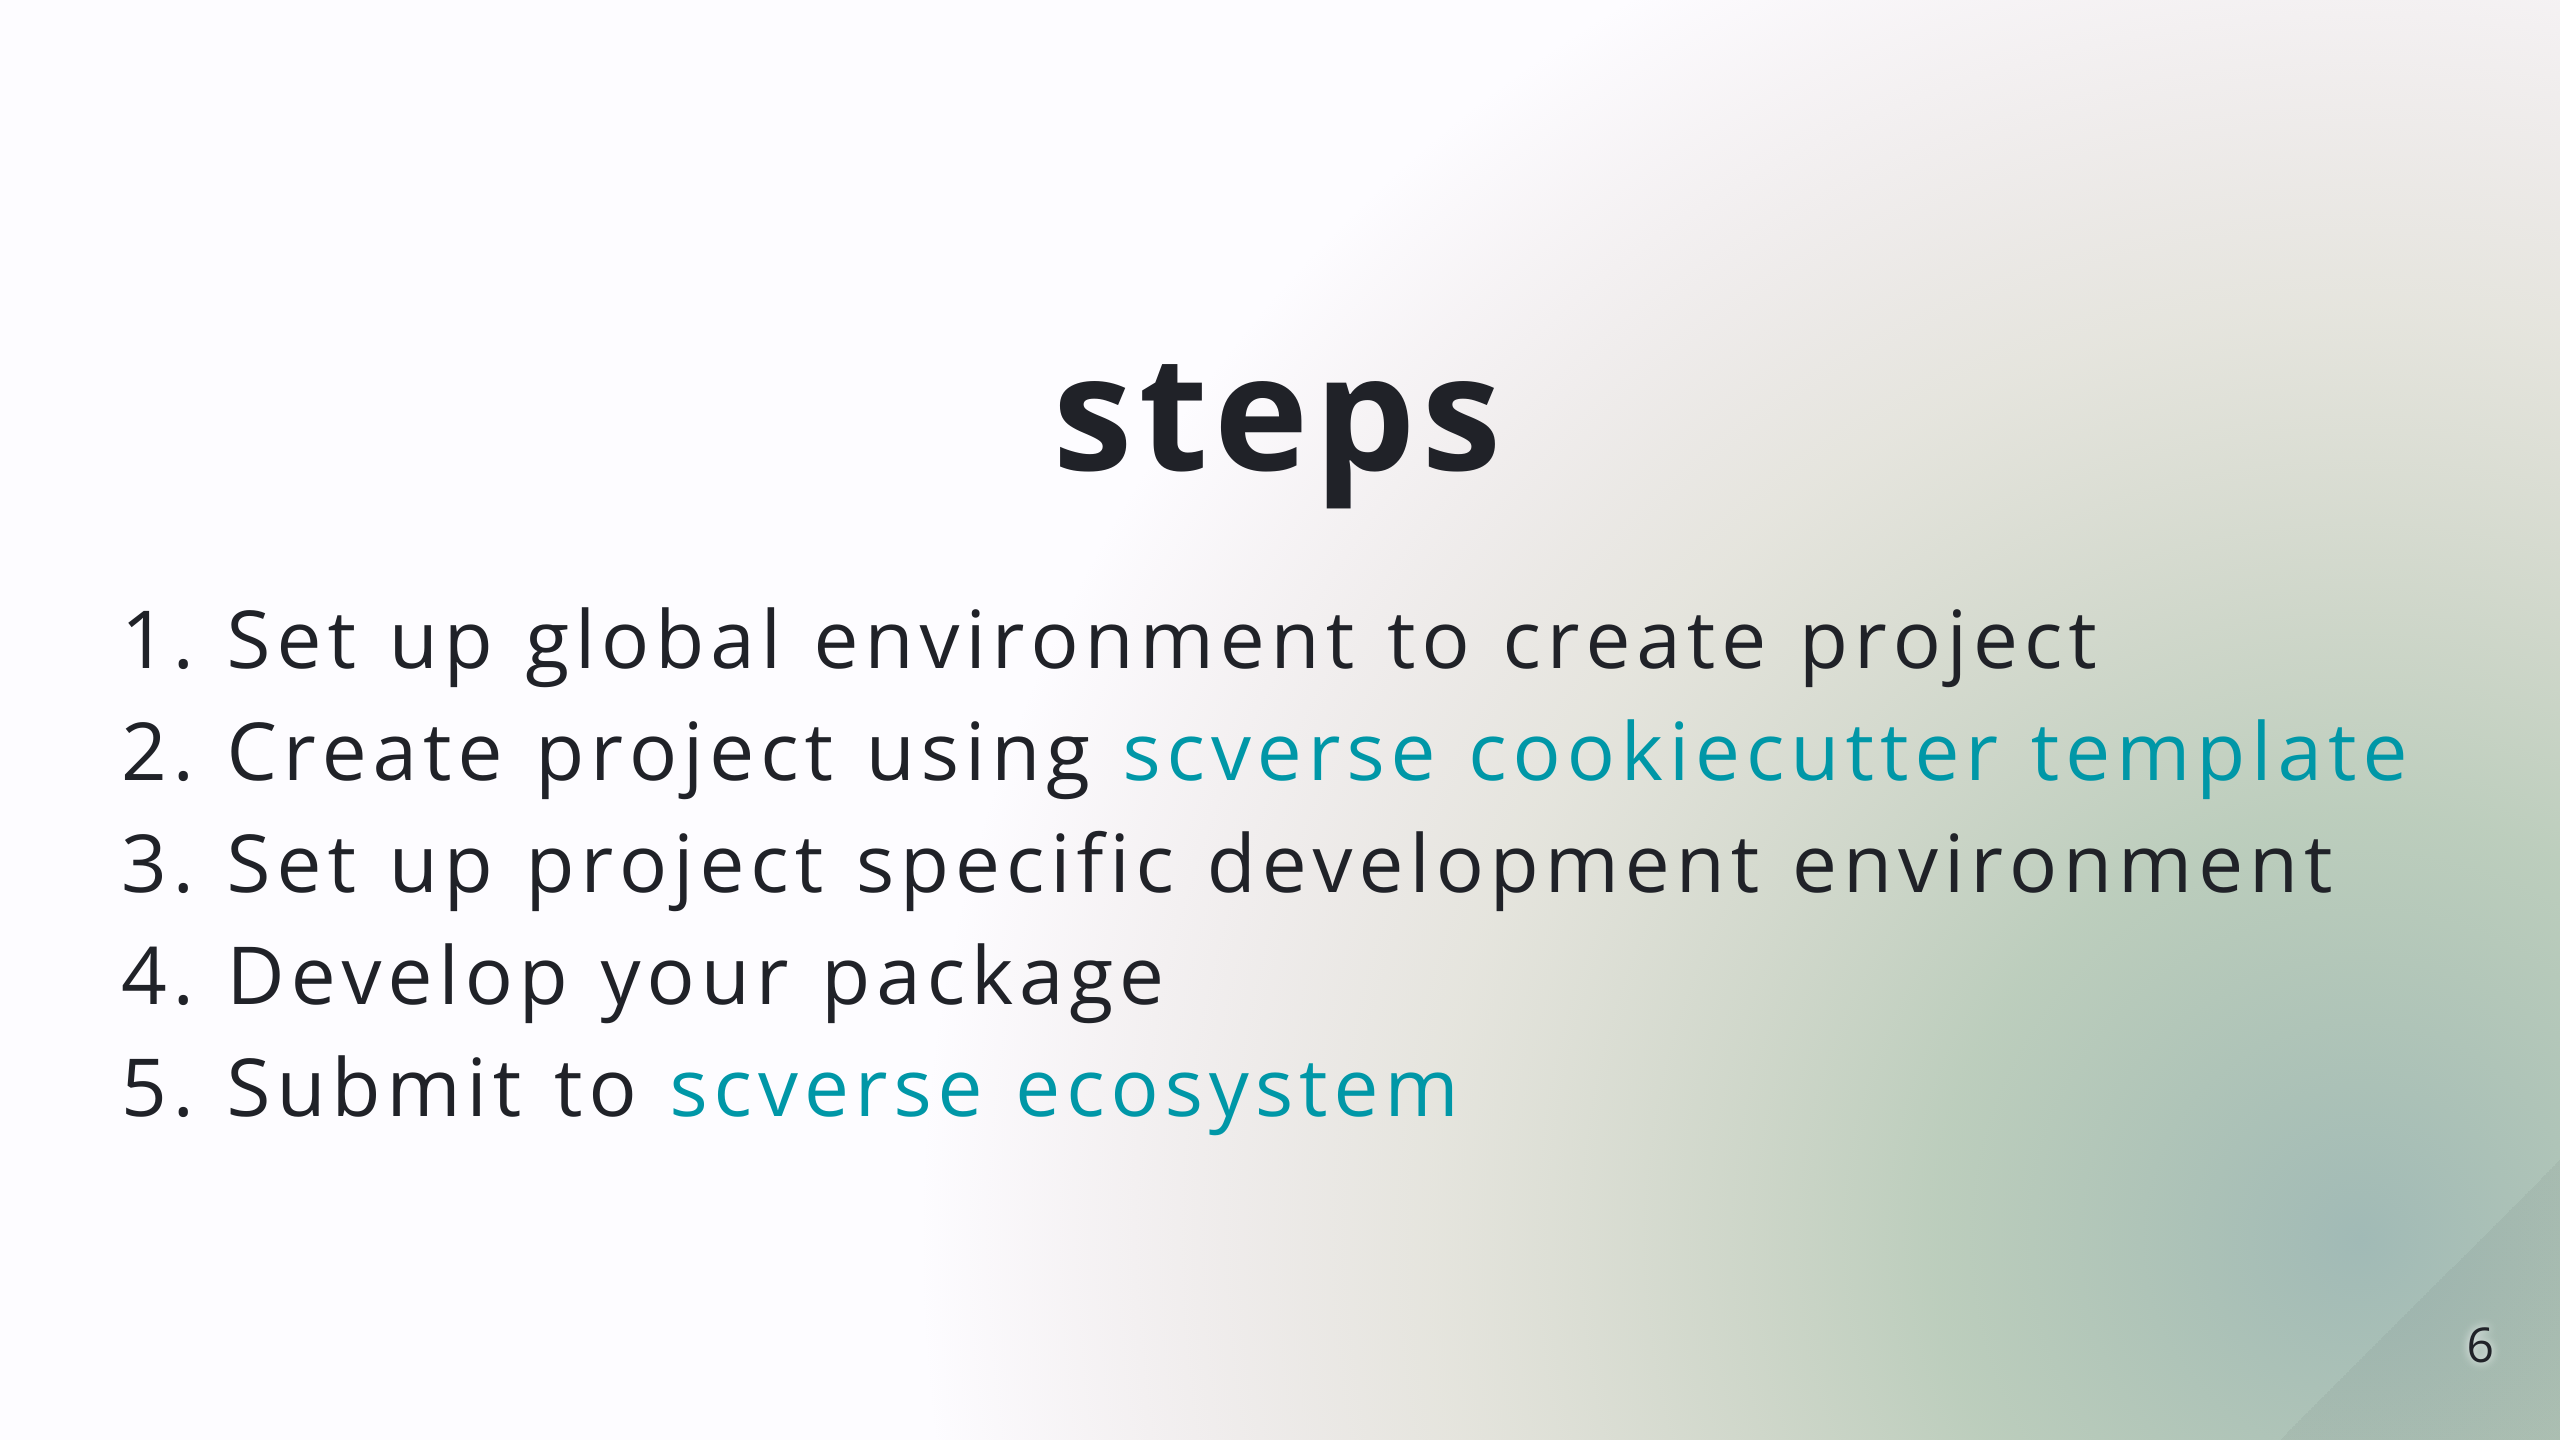 steps
1. Set up global environment to create project
2. Create project using scverse cookiecutter template
3. Set up project specific development environment
4. Develop your package
5. Submit to scverse ecosystem
6